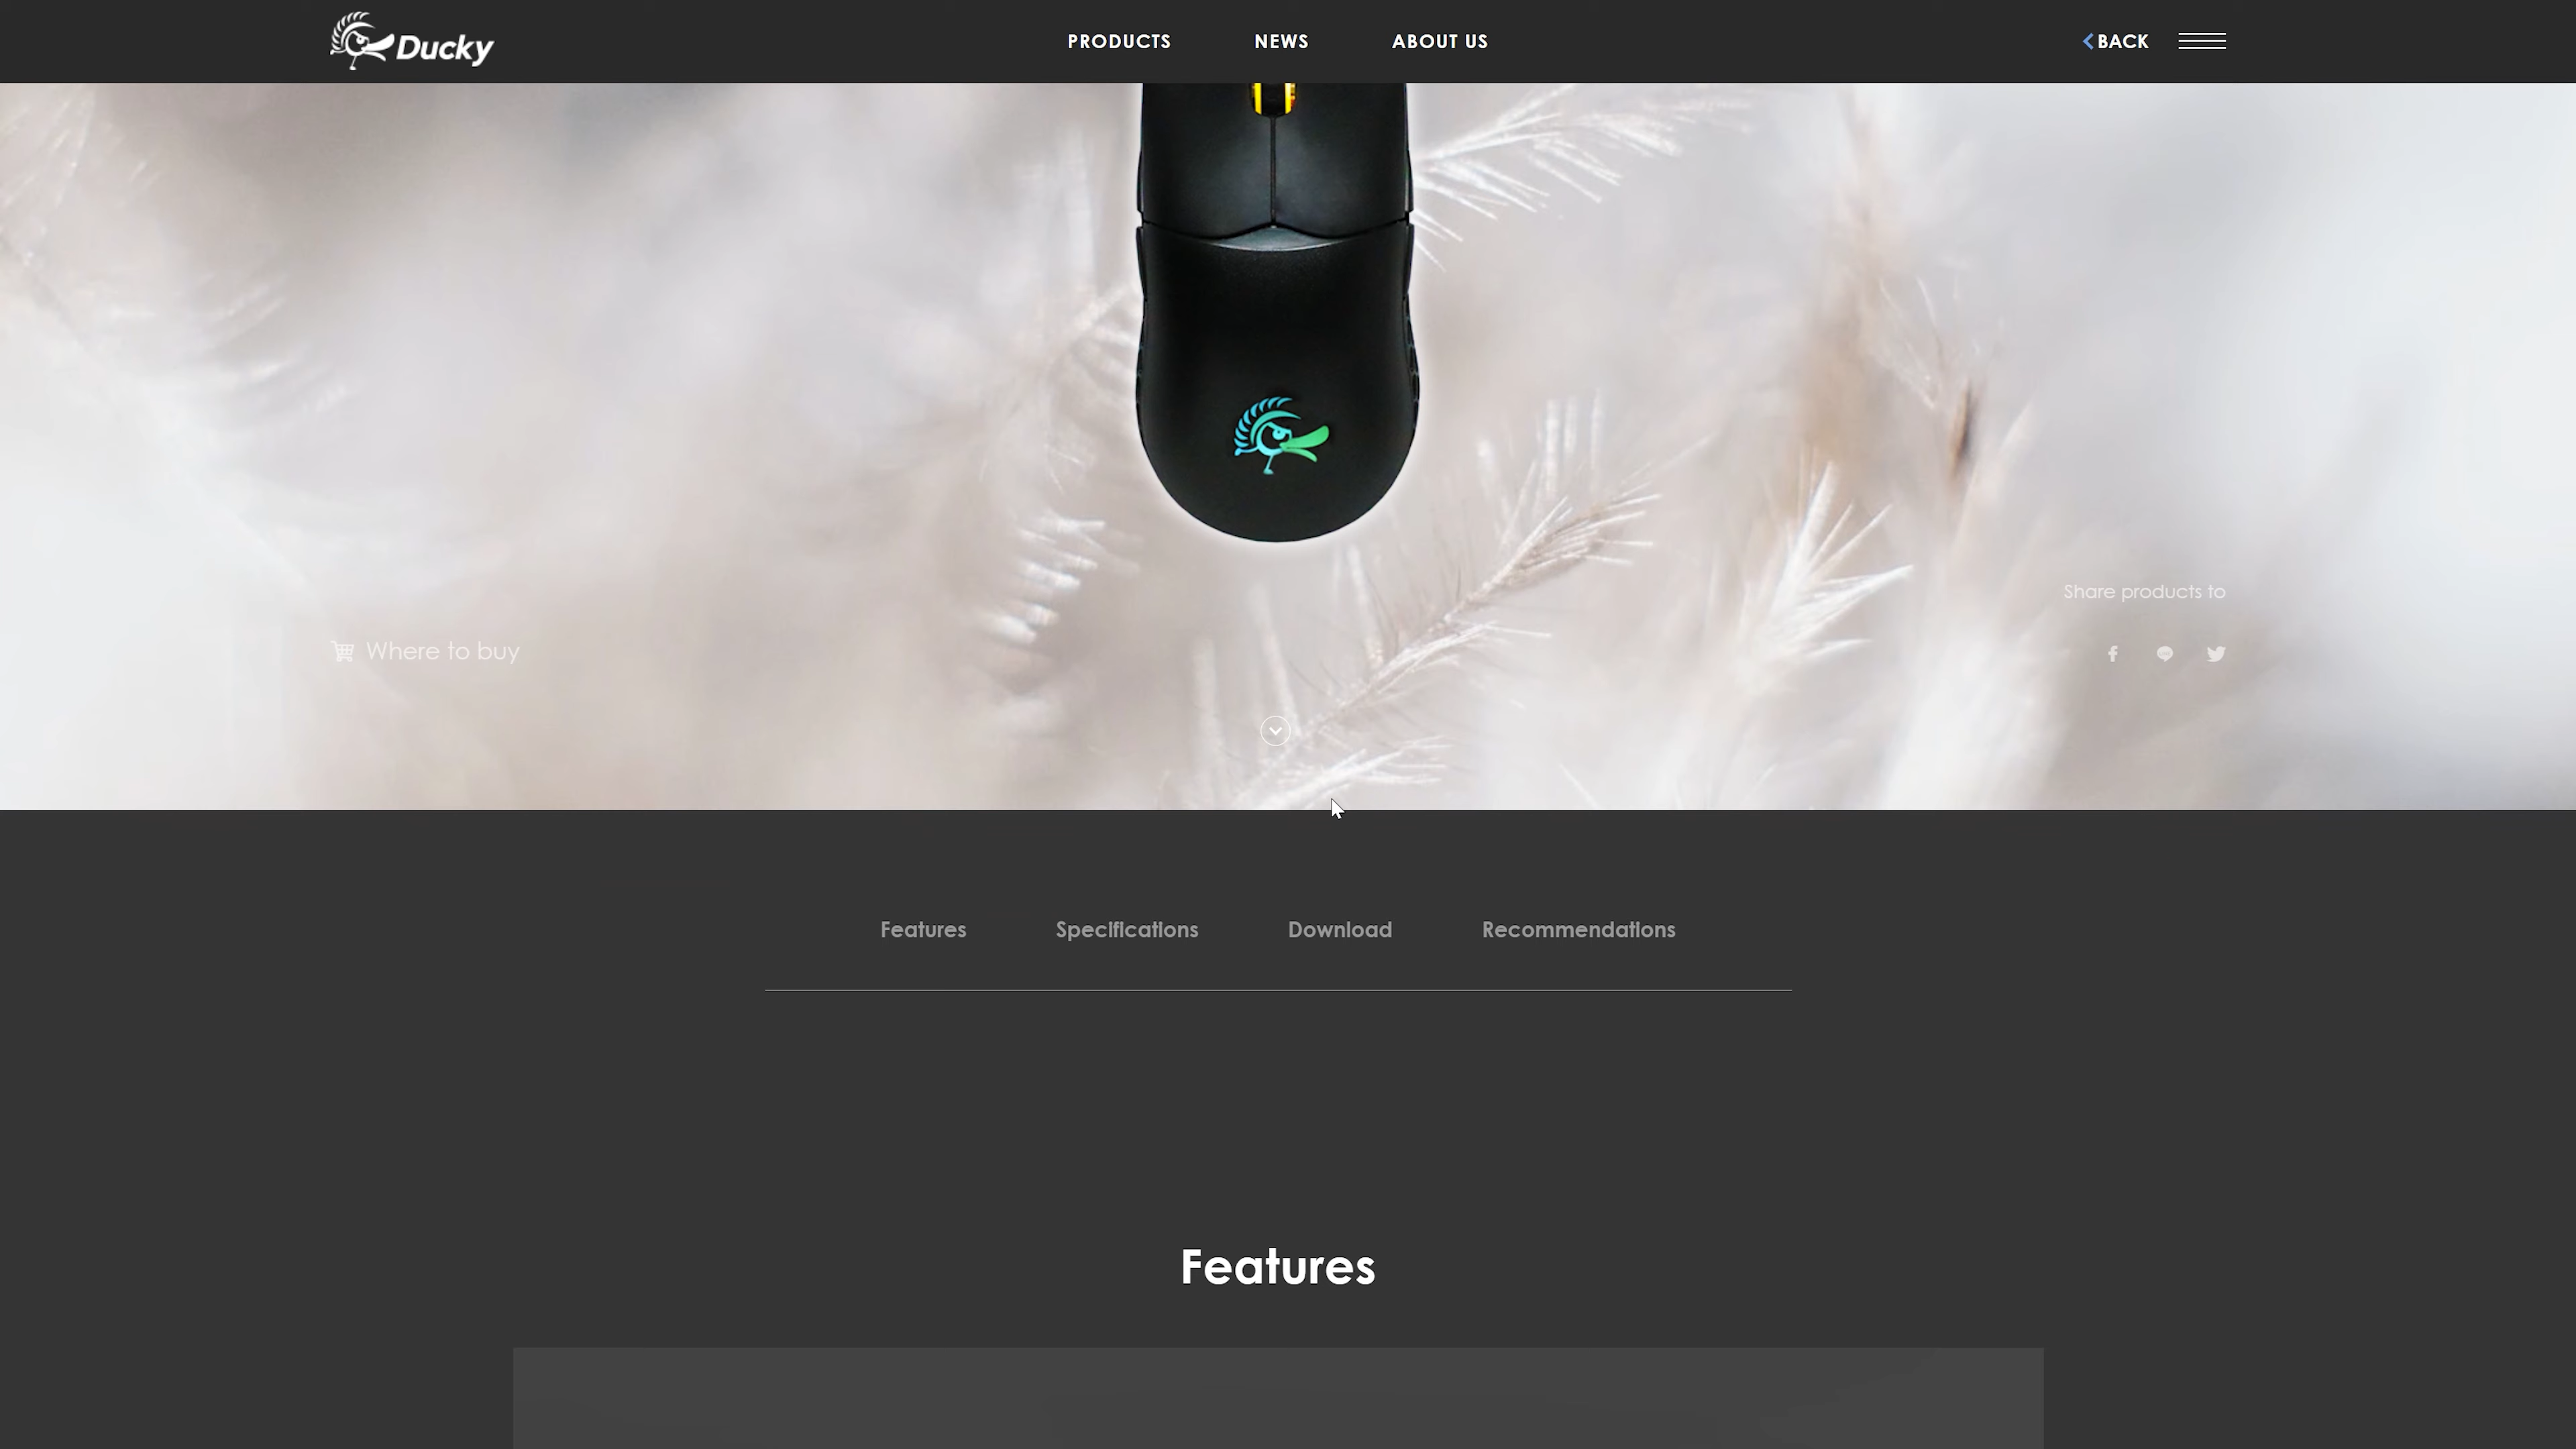 Ducky
PRODUCTS
NEWS
ABOUT US
BACK
Share products to
Where to buy
Features
Specifications
Download
Recommendations
Features